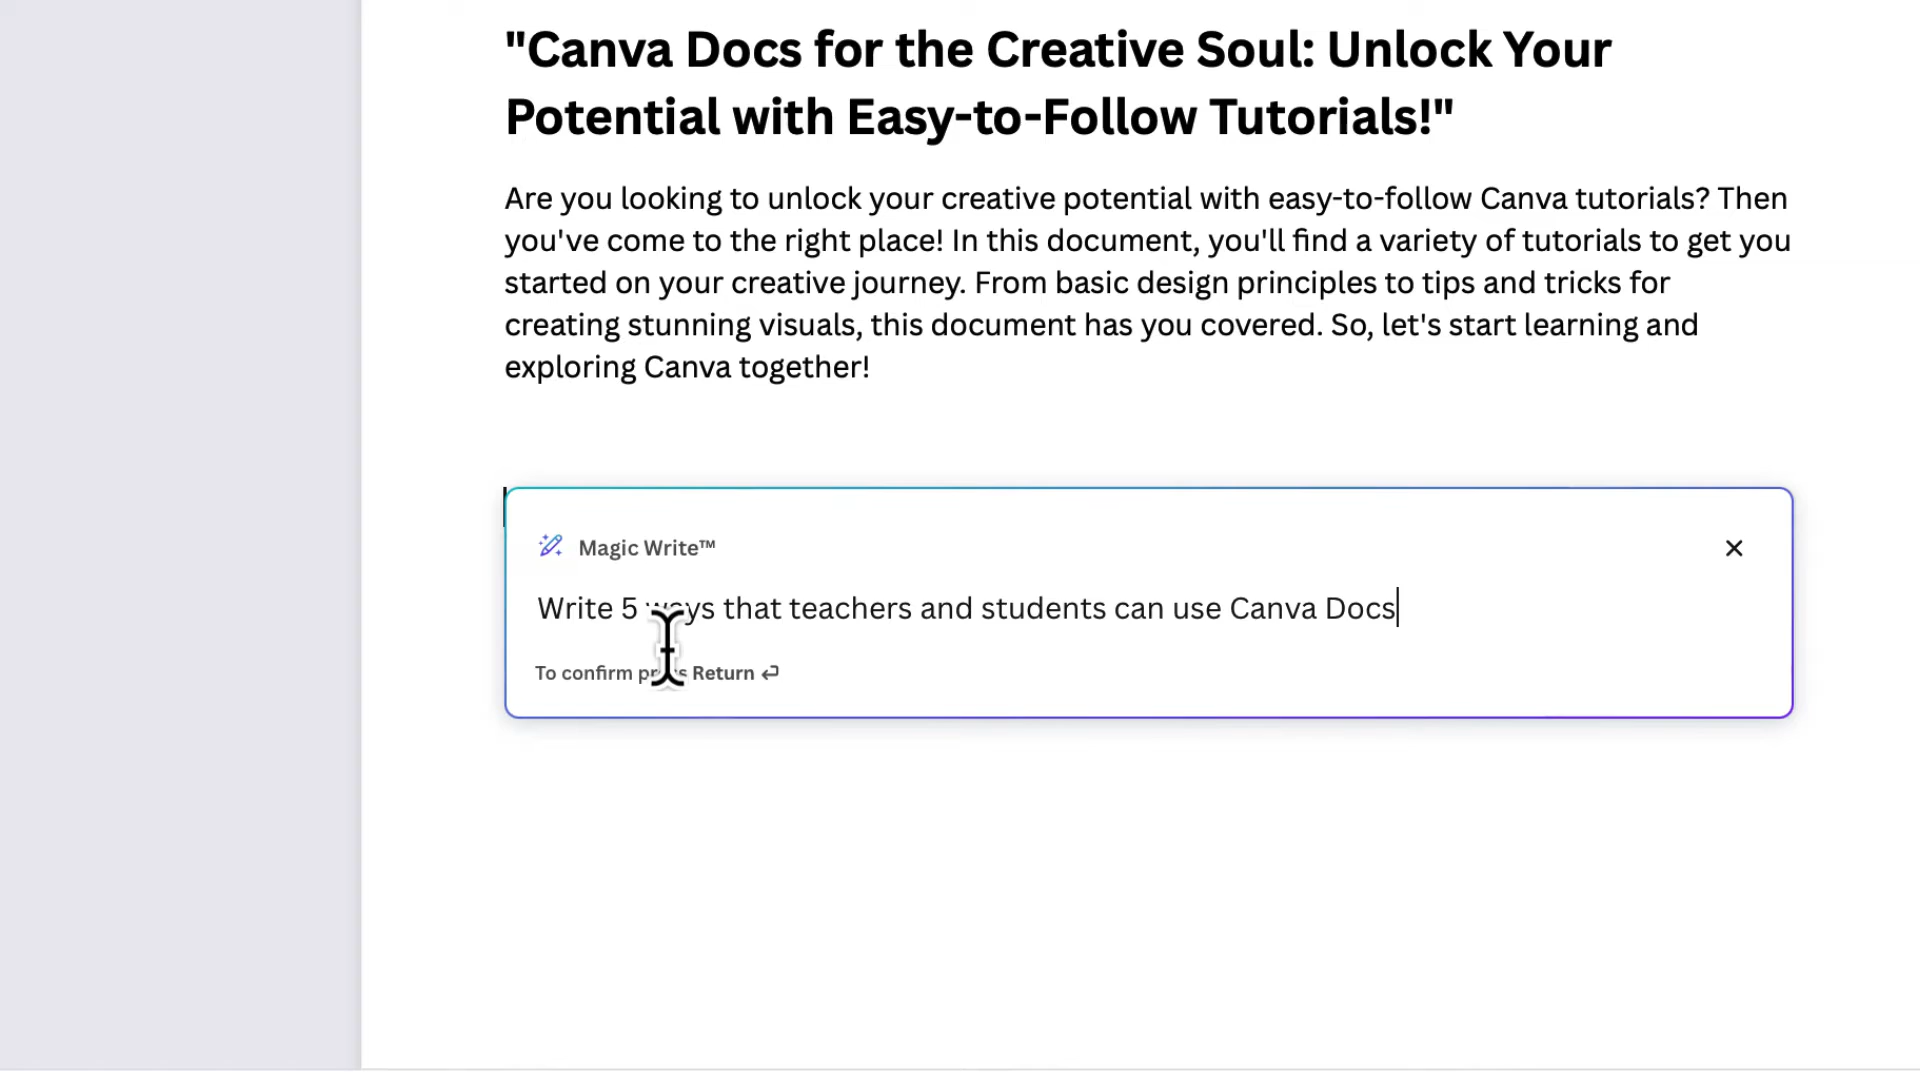 "Canva Docs for the Creative Soul: Unlock Your
Potential with Easy-to-Follow Tutorials!"
Are you looking to unlock your creative potential with easy-to-follow Canva tutorials? Then
you've come to the right place! In this document, you'll find a variety of tutorials to get you
started on your creative journey. From basic design principles to tips and tricks for
creating stunning visuals, this document has you covered. So, let's start learning and
exploring Canva together!
Magic Write™
Write 5 ways that teachers and students can use Canva Docs
To confirm press Return